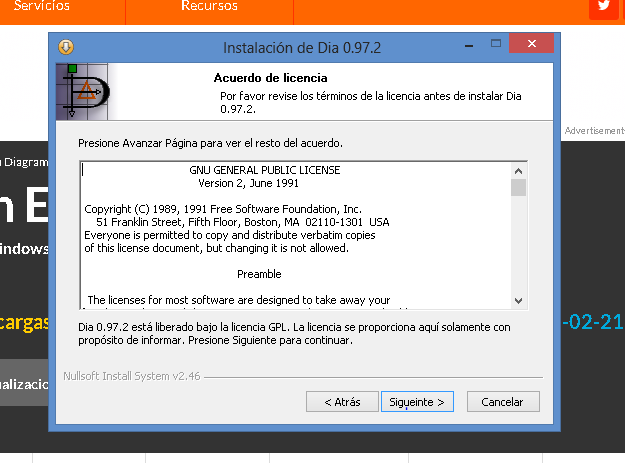 Servicios
Recursos
Instalación de Dia 0.97.2
Acuerdo de licencia
Por favor revise los términos de la licencia antes de instalar Dia
0.97.2.
Advertisement
Presione Avanzar Página para ver el resto del acuerdo.
Diagram
GNU GENERAL PUBLIC LICENSE
Version 2, June 1991
n E
Copyright (C) 1989, 1991 Free Software Foundation, Inc.
51 Franklin Street, Fifth Floor, Boston, MA  02110-1301  USA
Everyone is permitted to copy and distribute verbatim copies
of this license document, but changing it is not allowed.
indows
Preamble
The licenses for most software are designed to take away your
cargas
-02-21
Dia 0.97.2 está liberado bajo la licencia GPL. La licencia se proporciona aquí solamente con
propósito de informar. Presione Siguiente para continuar.
Nullsoft Install System v2.46
ualizacio
< Atrás
Sigueinte >
Cancelar